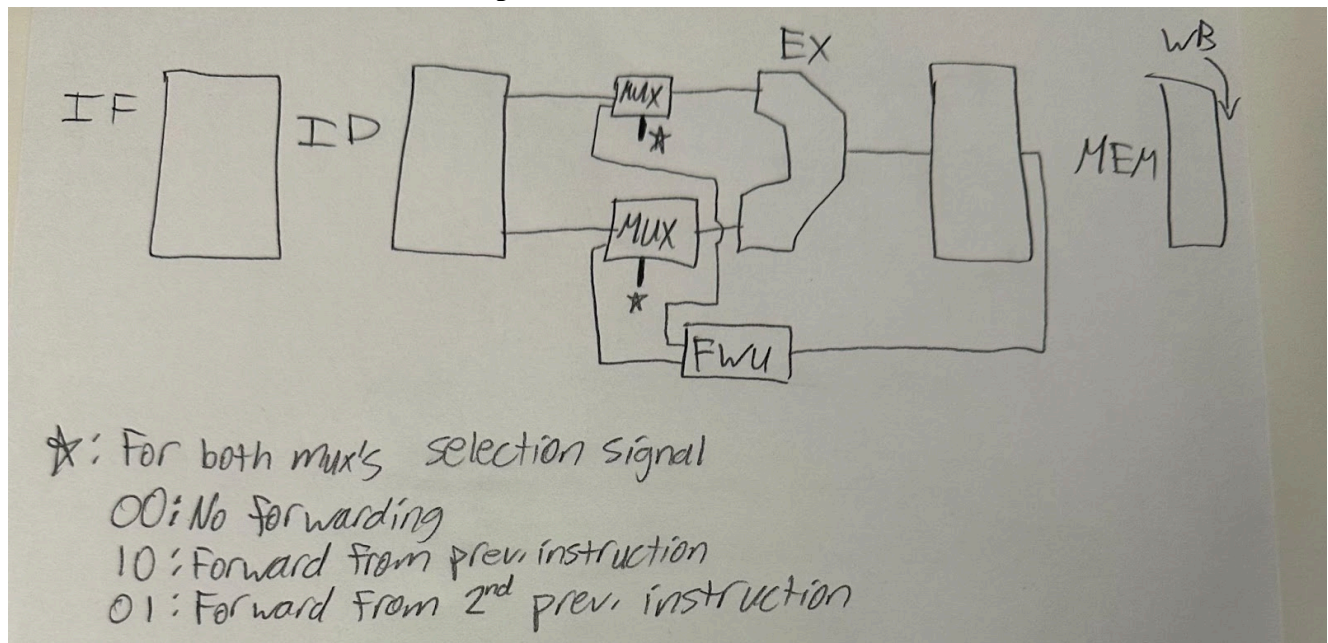 EX
WB
IF
ID
MUX
☆
MEM
MUX
☆
FWU
☆: For both mux's selection signal
00: No forwarding
10: Forward from prev. instruction
01: Forward from 2nd prev. instruction